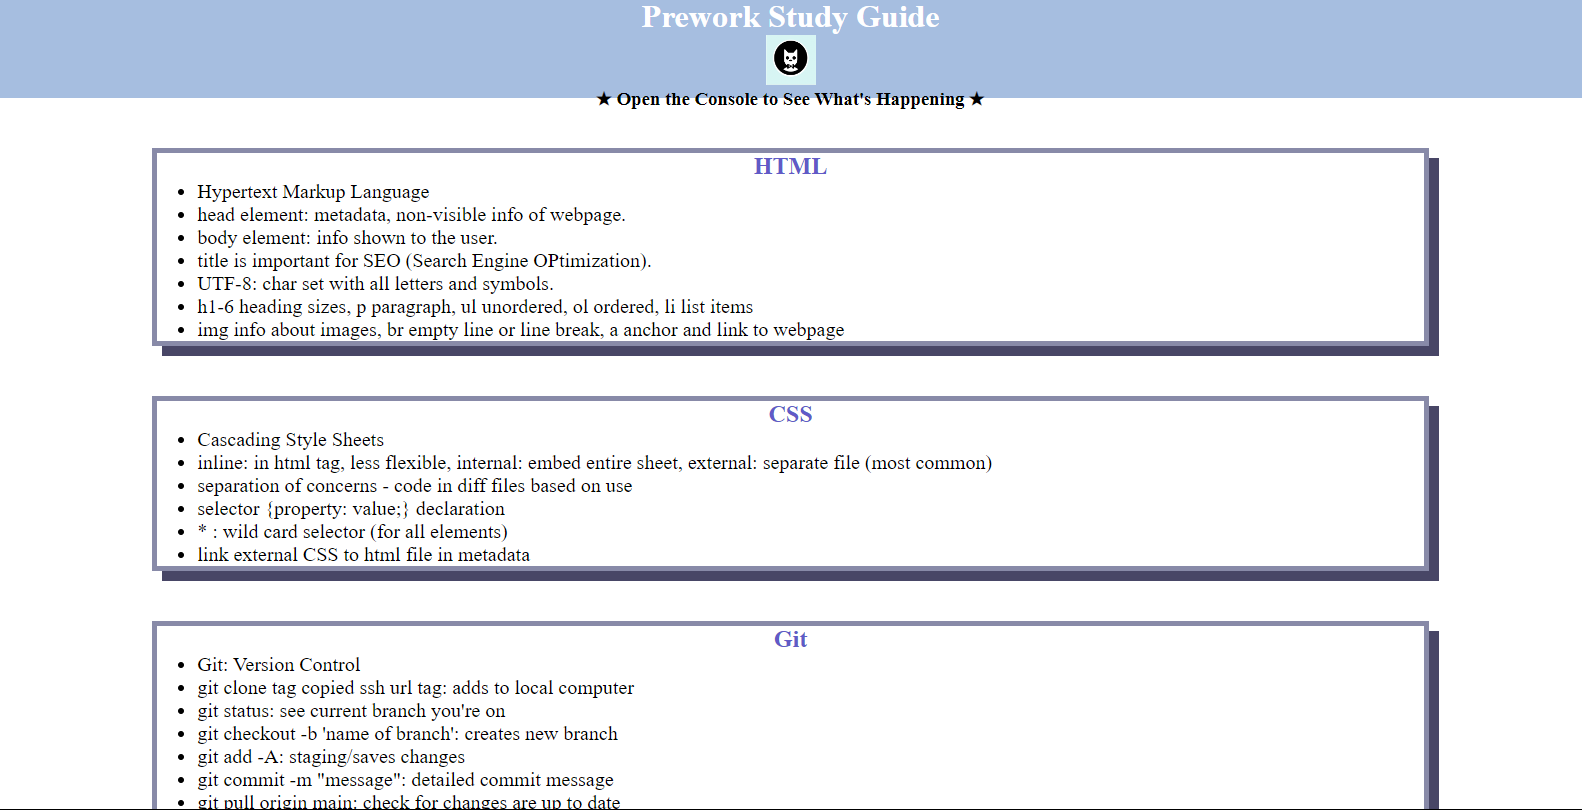 Prework Study Guide
★ Open the Console to See What's Happening ★
HTML
• Hypertext Markup Language
• head element: metadata, non-visible info of webpage.
• body element: info shown to the user.
• title is important for SEO (Search Engine OPtimization).
• UTF-8: char set with all letters and symbols.
• h1-6 heading sizes, p paragraph, ul unordered, ol ordered, li list items
• img info about images, br empty line or line break, a anchor and link to webpage
CSS
• Cascading Style Sheets
• inline: in html tag, less flexible, internal: embed entire sheet, external: separate file (most common)
• separation of concerns - code in diff files based on use
• selector {property: value;} declaration
• * : wild card selector (for all elements)
• link external CSS to html file in metadata
Git
• Git: Version Control
• git clone tag copied ssh url tag: adds to local computer
• git status: see current branch you're on
• git checkout -b 'name of branch': creates new branch
• git add -A: staging/saves changes
• git commit -m "message": detailed commit message
• git pull origin main: check for changes are up to date